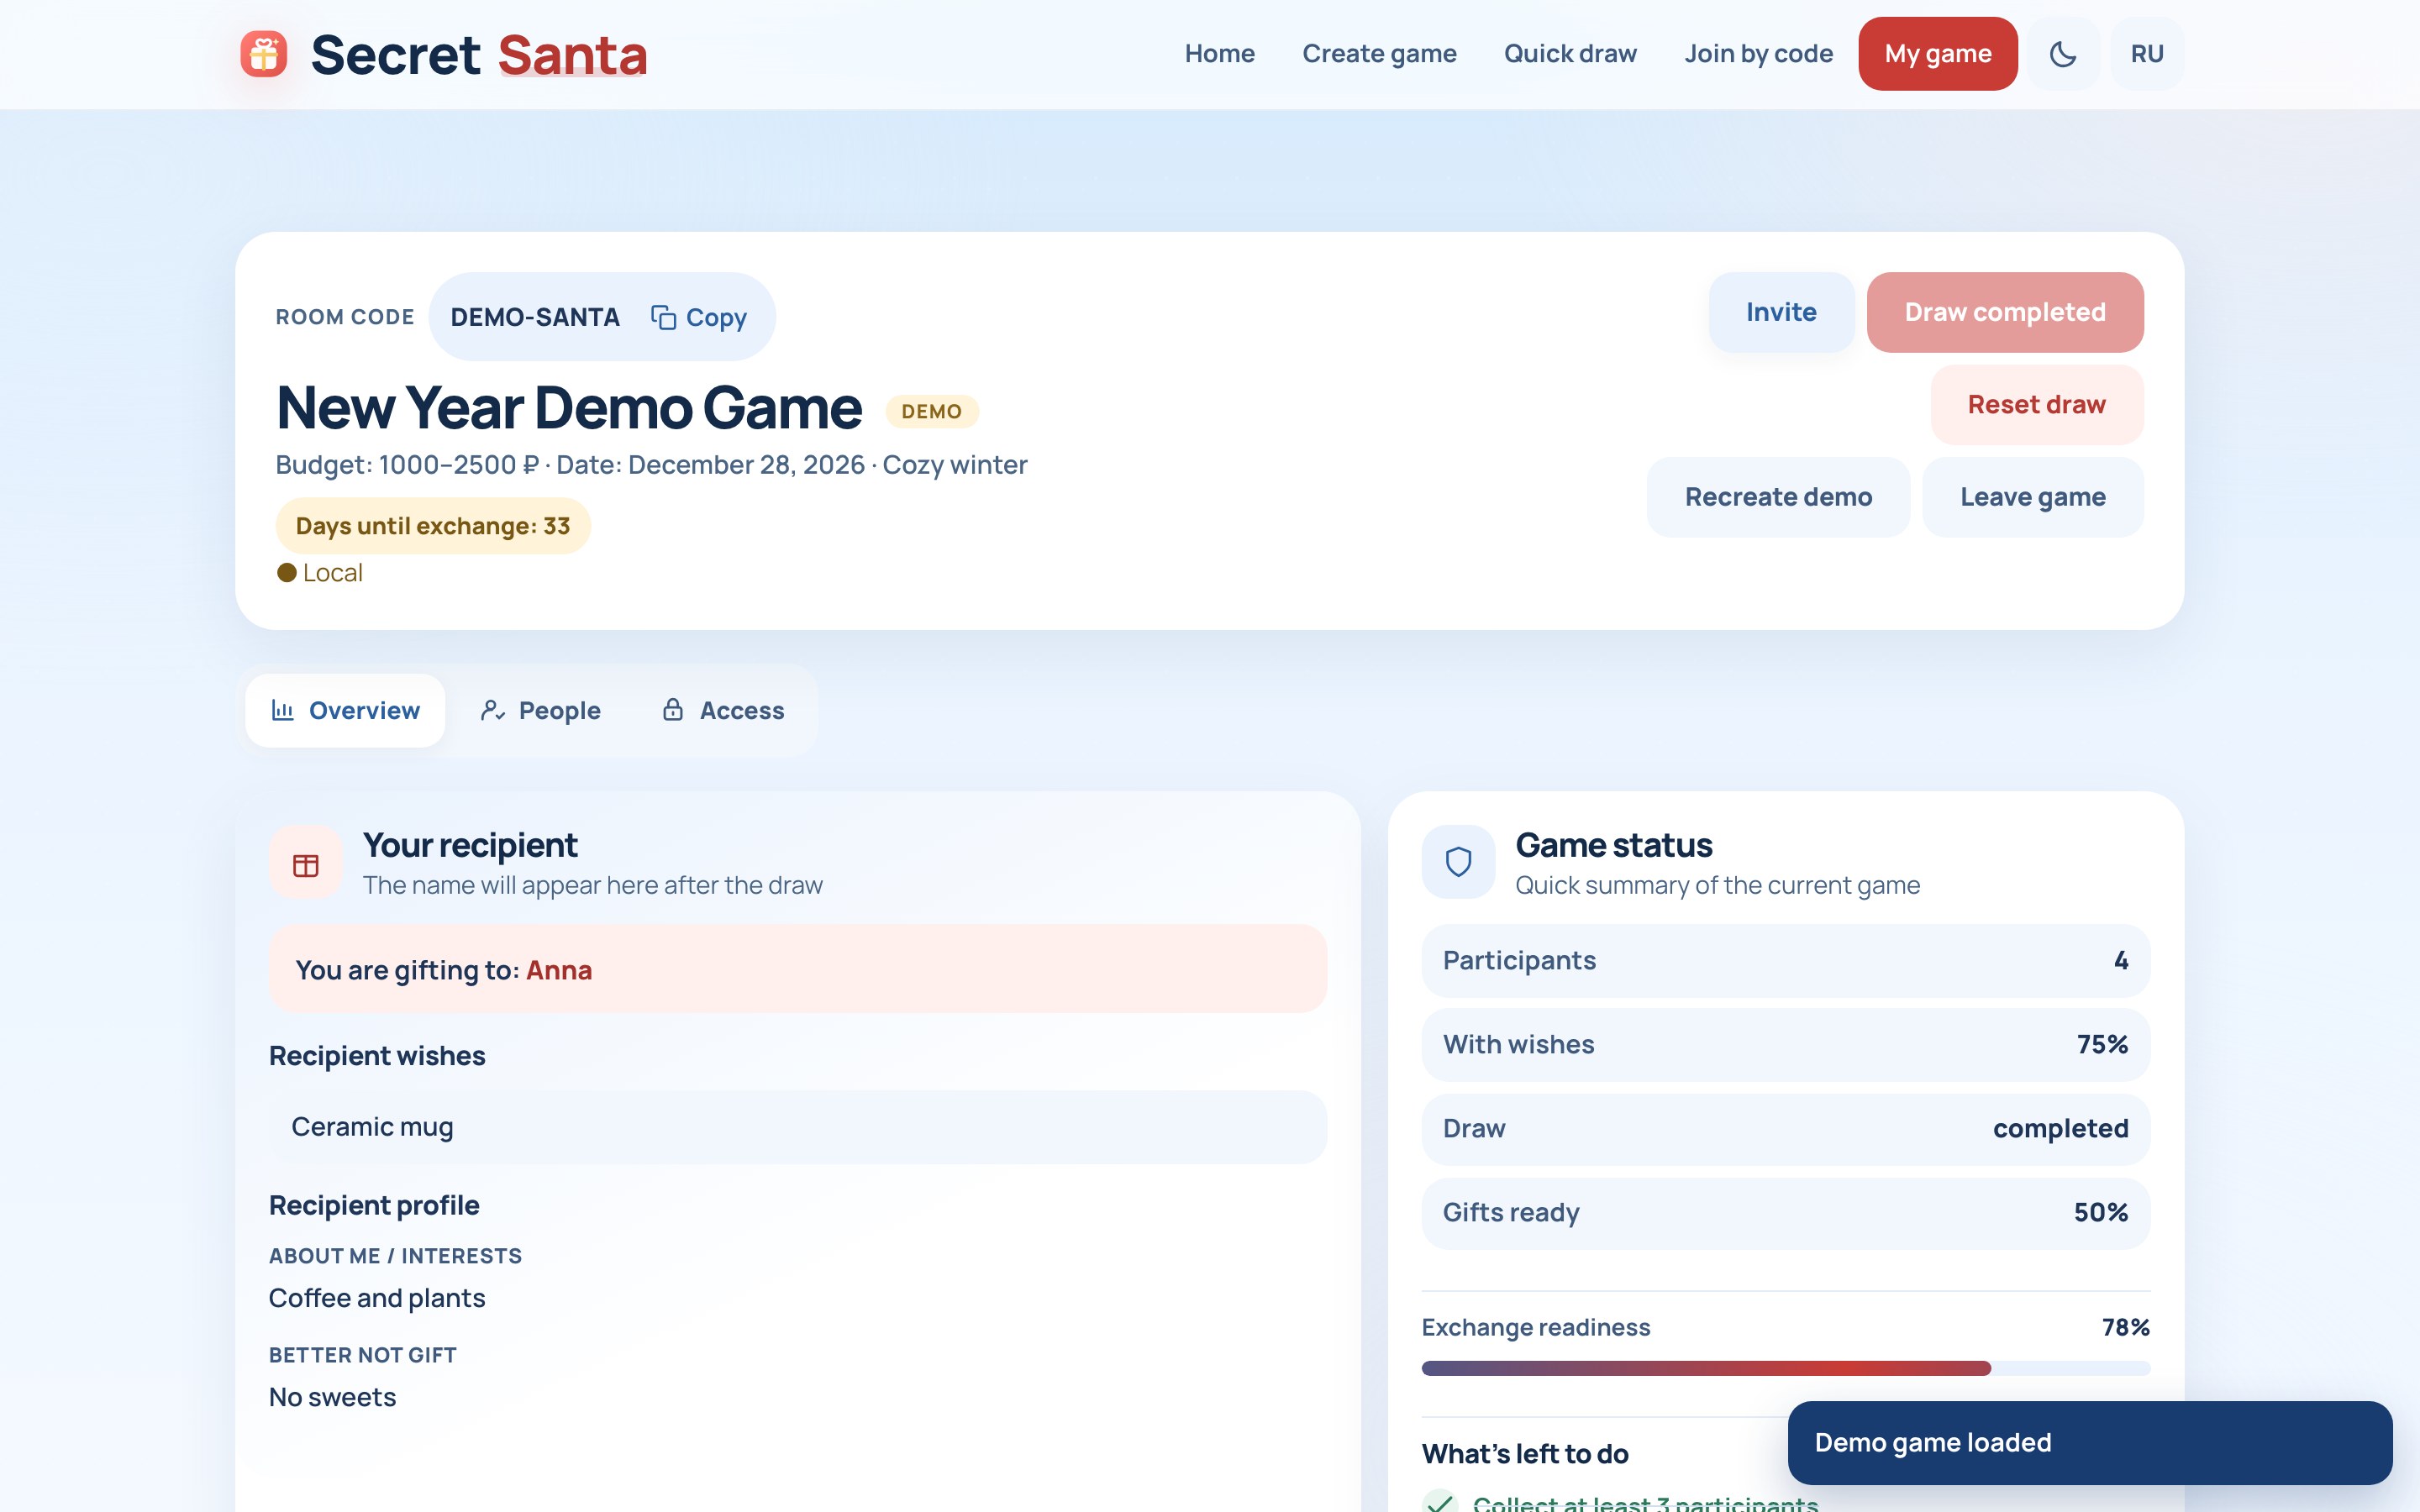 Secret Santa
Home
Create game
Quick draw
Join by code
My game
RU
ROOM CODE
DEMO-SANTA
Copy
Invite
Draw completed
New Year Demo Game
DEMO
Reset draw
Budget: 1000–2500 ₽ · Date: December 28, 2026 · Cozy winter
Recreate demo
Leave game
Days until exchange: 33
Local
Overview
People
Access
Your recipient
The name will appear here after the draw
You are gifting to: Anna
Recipient wishes
Ceramic mug
Recipient profile
ABOUT ME / INTERESTS
Coffee and plants
BETTER NOT GIFT
No sweets
Game status
Quick summary of the current game
Participants 4
With wishes 75%
Draw completed
Gifts ready 50%
Exchange readiness 78%
What's left to do
Collect at least 3 participants
Demo game loaded